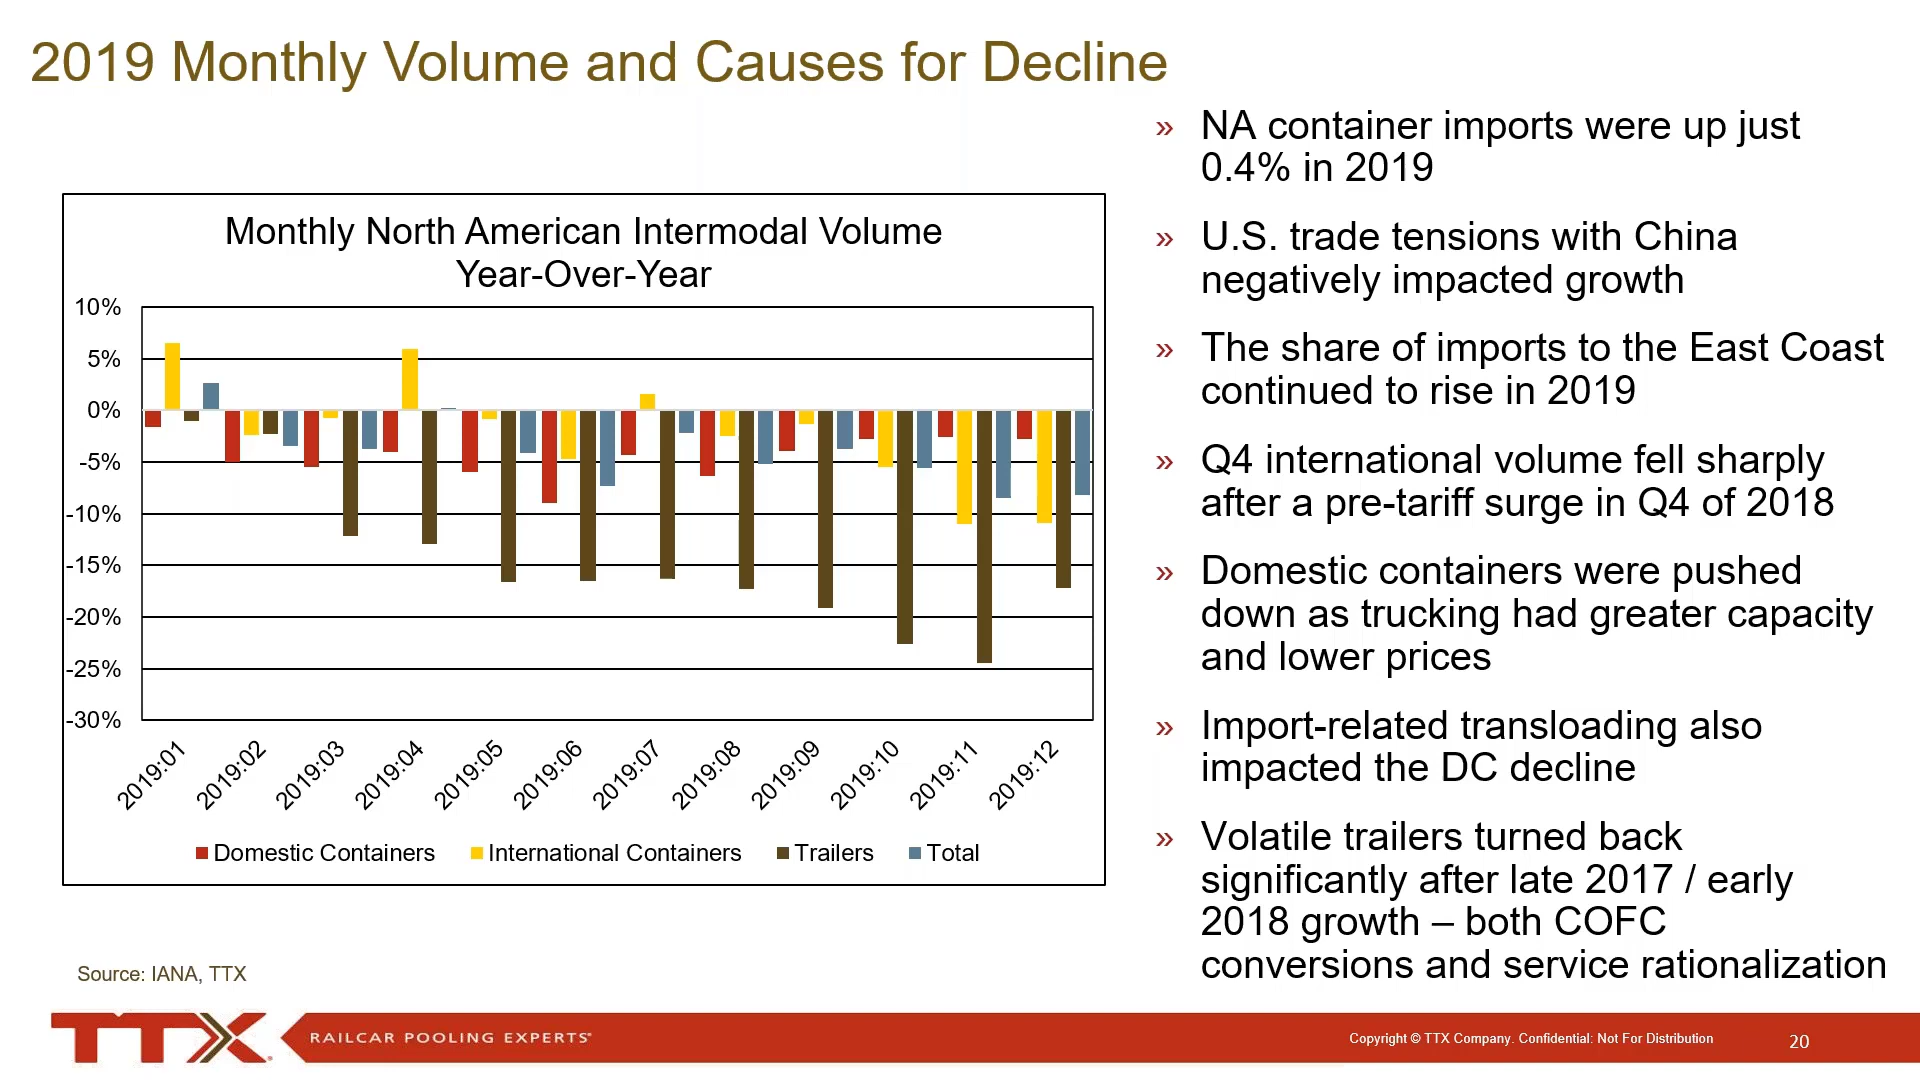 2019 Monthly Volume and Causes for Decline
Monthly North American Intermodal Volume
Year-Over-Year
10%
5%
0%
-5%
-10%
-15%
-20%
-25%
-30%
2019:01
2019:02
2019:03
2019:04
2019:05
2019:06
2019:07
2019:08
2019:09
2019:10
2019:11
2019:12
Domestic Containers
International Containers
Trailers
Total
Source: IANA, TTX
» NA container imports were up just
0.4% in 2019
» U.S. trade tensions with China
negatively impacted growth
» The share of imports to the East Coast
continued to rise in 2019
» Q4 international volume fell sharply
after a pre-tariff surge in Q4 of 2018
» Domestic containers were pushed
down as trucking had greater capacity
and lower prices
» Import-related transloading also
impacted the DC decline
» Volatile trailers turned back
significantly after late 2017 / early
2018 growth – both COFC
conversions and service rationalization
TTX
RAILCAR POOLING EXPERTS
Copyright © TTX Company. Confidential: Not For Distribution
20